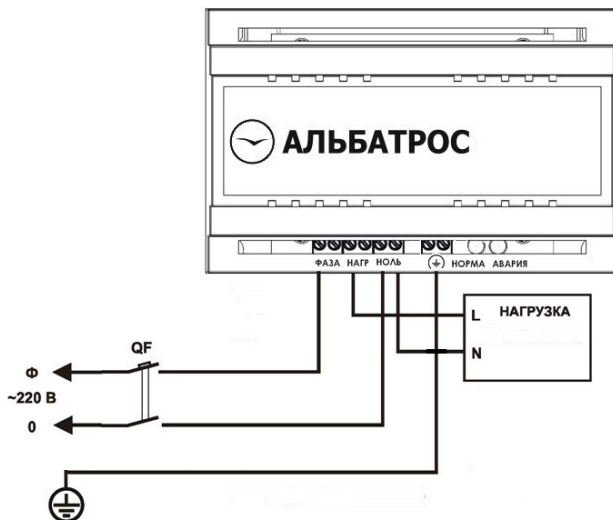 АЛЬБАТРОС
ФАЗА НАГР НОЛЬ НОРМА АВАРИЯ
L НАГРУЗКА
N
QF
Ф
~220 В
0